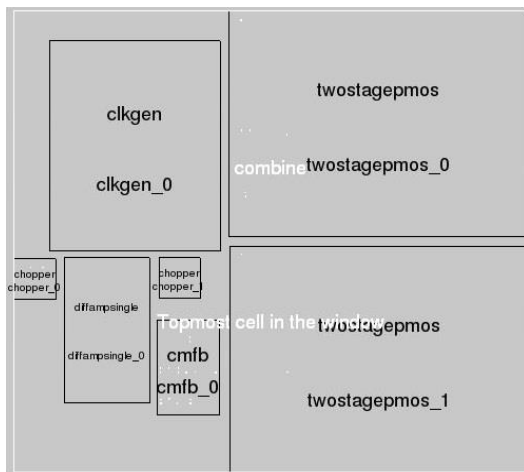 clkgen
clkgen_0
twostagepmos
combine
twostagepmos_0
chopper
chopper_0
diffampsingle
diffampsingle_0
chopper
chopper_1
Topmost cell in the window
cmfb
cmfb_0
twostagepmos
twostagepmos_1